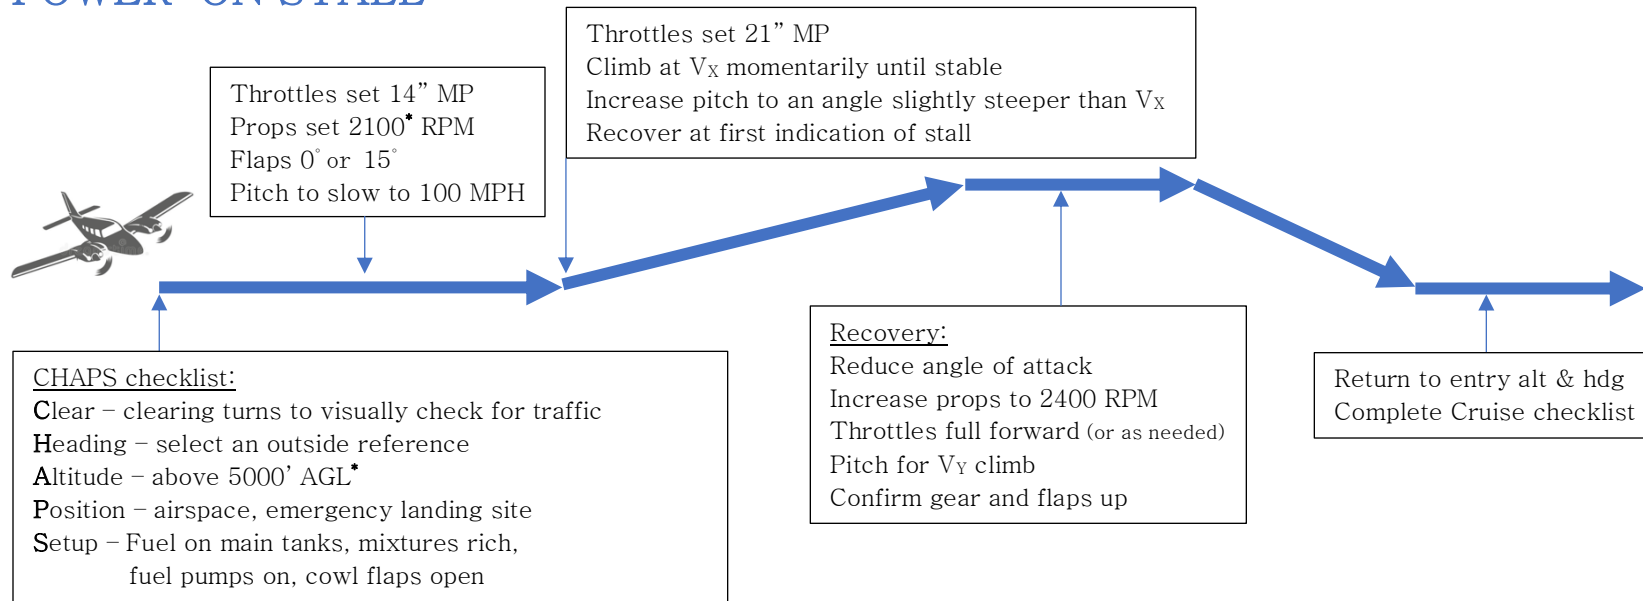 POWER-ON STALL
Throttles set 14” MP
Props set 2100* RPM
Flaps 0° or 15°
Pitch to slow to 100 MPH
Throttles set 21” MP
Climb at VX momentarily until stable
Increase pitch to an angle slightly steeper than VX
Recover at first indication of stall
CHAPS checklist:
Clear – clearing turns to visually check for traffic
Heading – select an outside reference
Altitude – above 5000’ AGL*
Position – airspace, emergency landing site
Setup – Fuel on main tanks, mixtures rich,
fuel pumps on, cowl flaps open
Recovery:
Reduce angle of attack
Increase props to 2400 RPM
Throttles full forward (or as needed)
Pitch for VY climb
Confirm gear and flaps up
Return to entry alt & hdg
Complete Cruise checklist